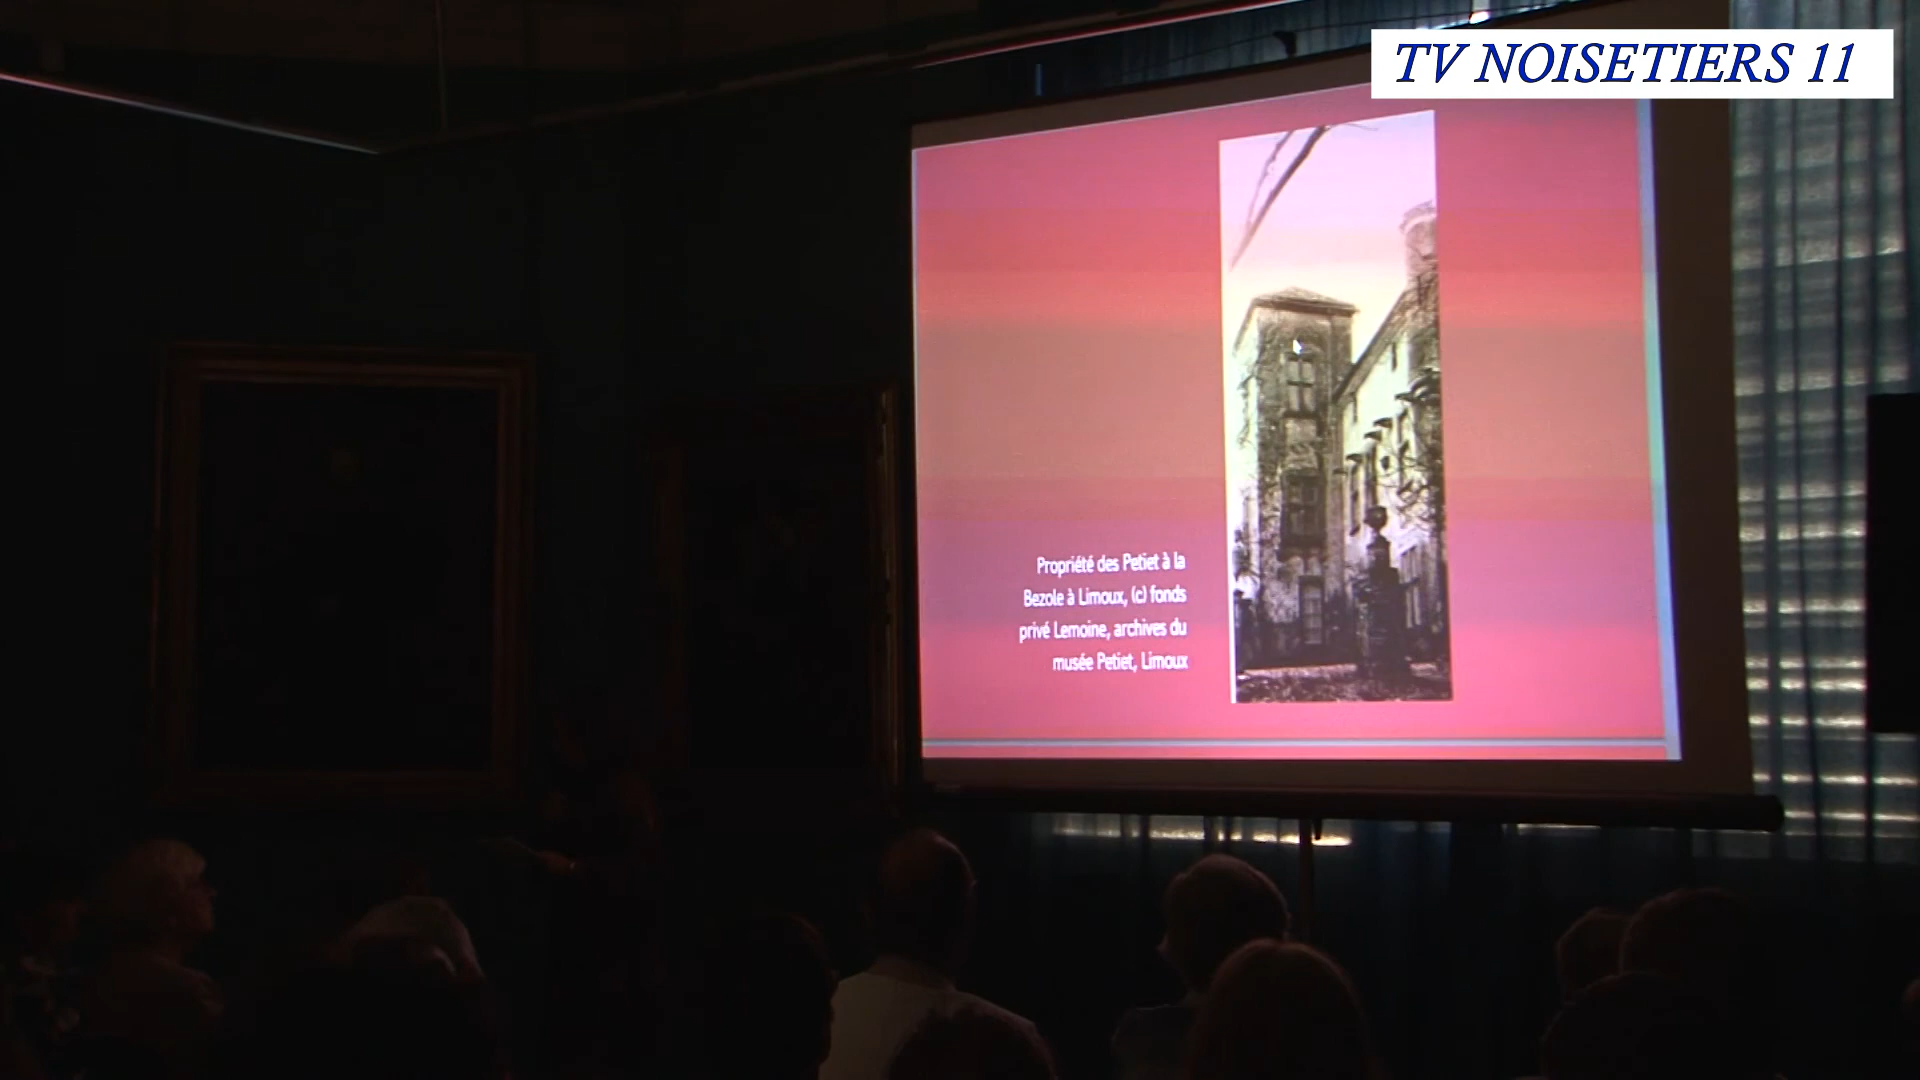 TV NOISETIERS 11
Propriété des Petiet à la
Bezole à Limoux, (c) fonds
privé Lemoine, archives du
musée Petiet, Limoux